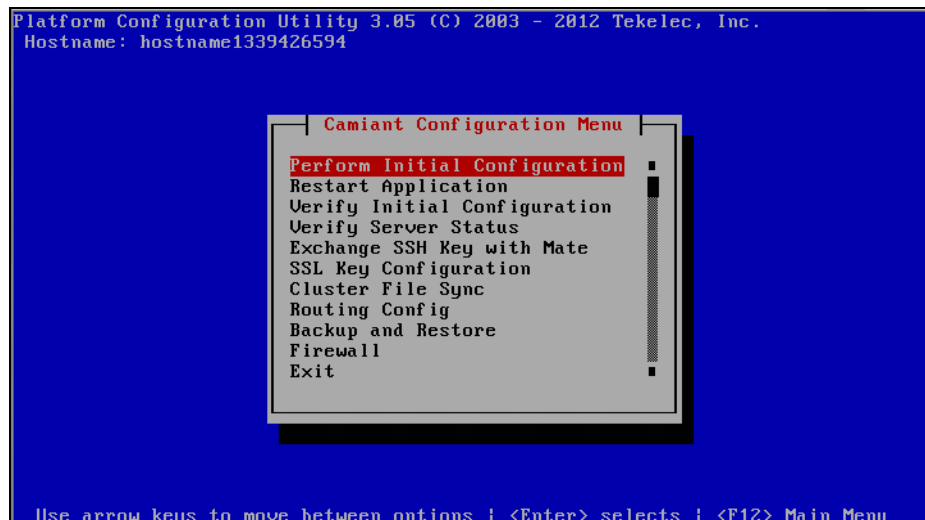 Platform Configuration Utility 3.05 (C) 2003 - 2012 Tekelec, Inc.
Hostname: hostname1339426594
Camiant Configuration Menu
Perform Initial Configuration
Restart Application
Verify Initial Configuration
Verify Server Status
Exchange SSH Key with Mate
SSL Key Configuration
Cluster File Sync
Routing Config
Backup and Restore
Firewall
Exit
Use arrow keys to move between options | <Enter> selects | <F12> Main Menu